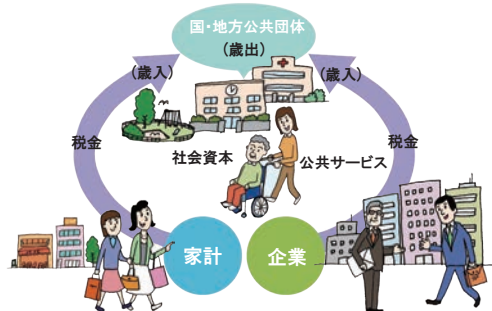 国・地方公共団体
(歳出)
(歳入)
(歳入)
税金
税金
社会資本
公共サービス
家計
企業